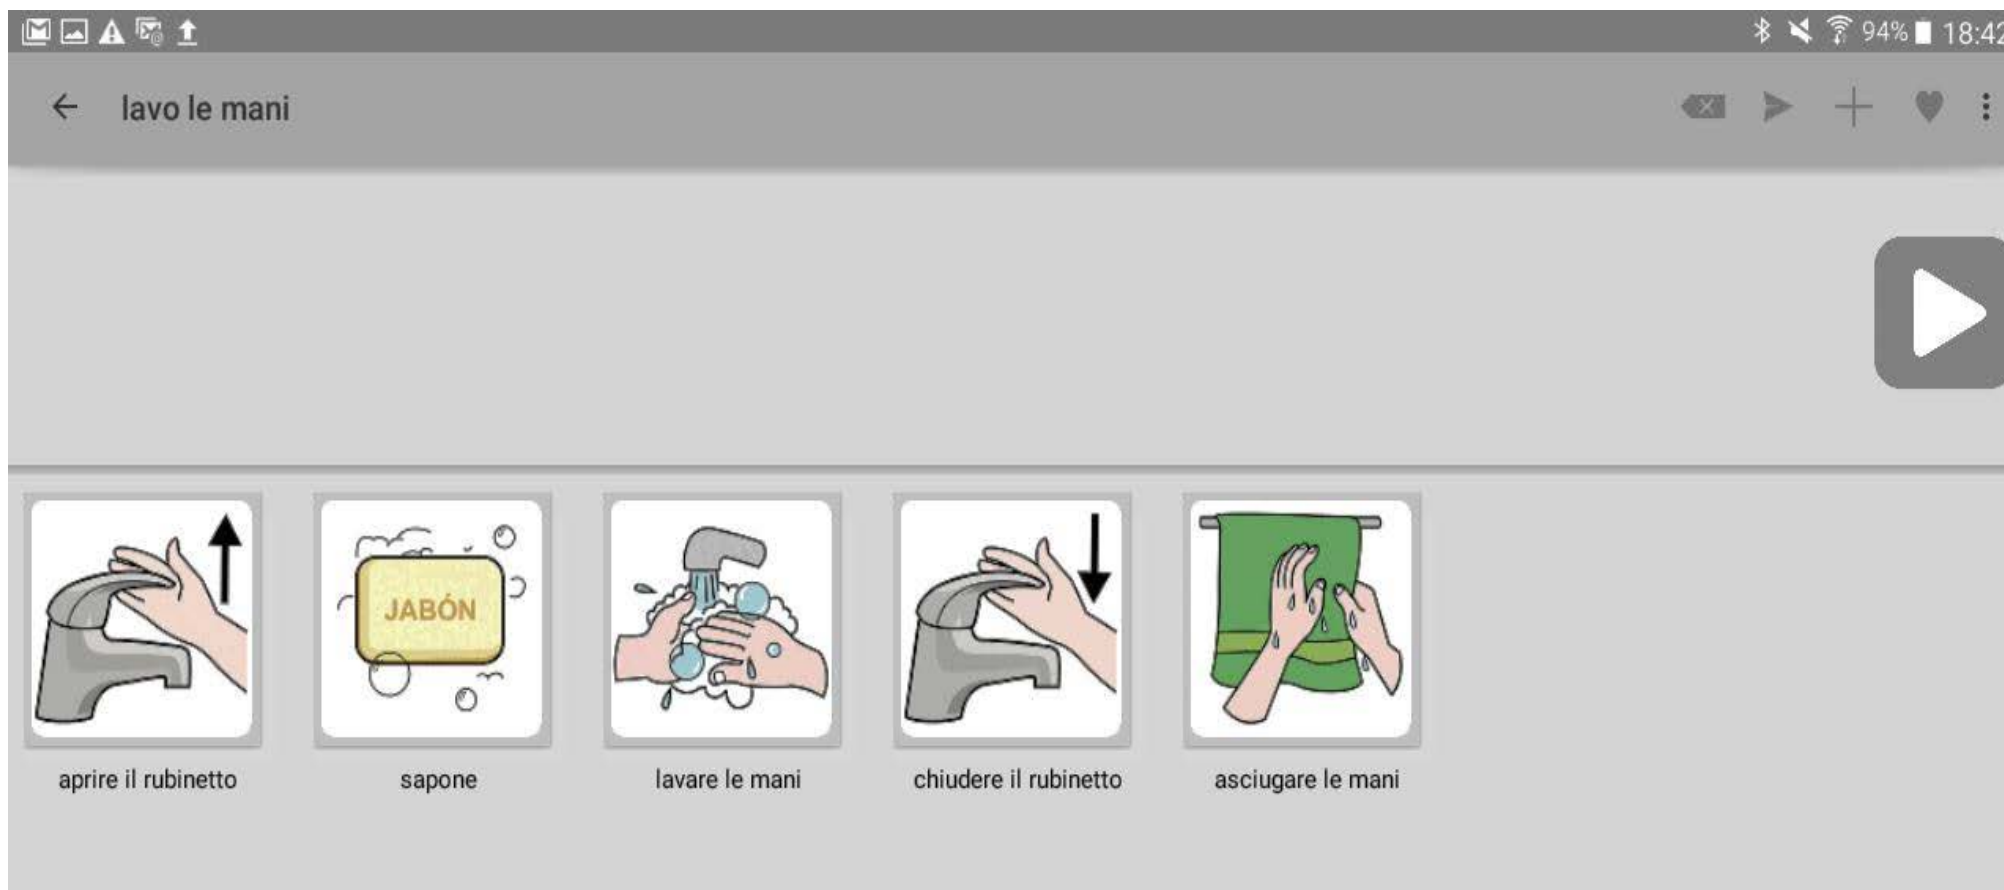 94% 18:42
lavo le mani
JABÓN
aprire il rubinetto
sapone
lavare le mani
chiudere il rubinetto
asciugare le mani